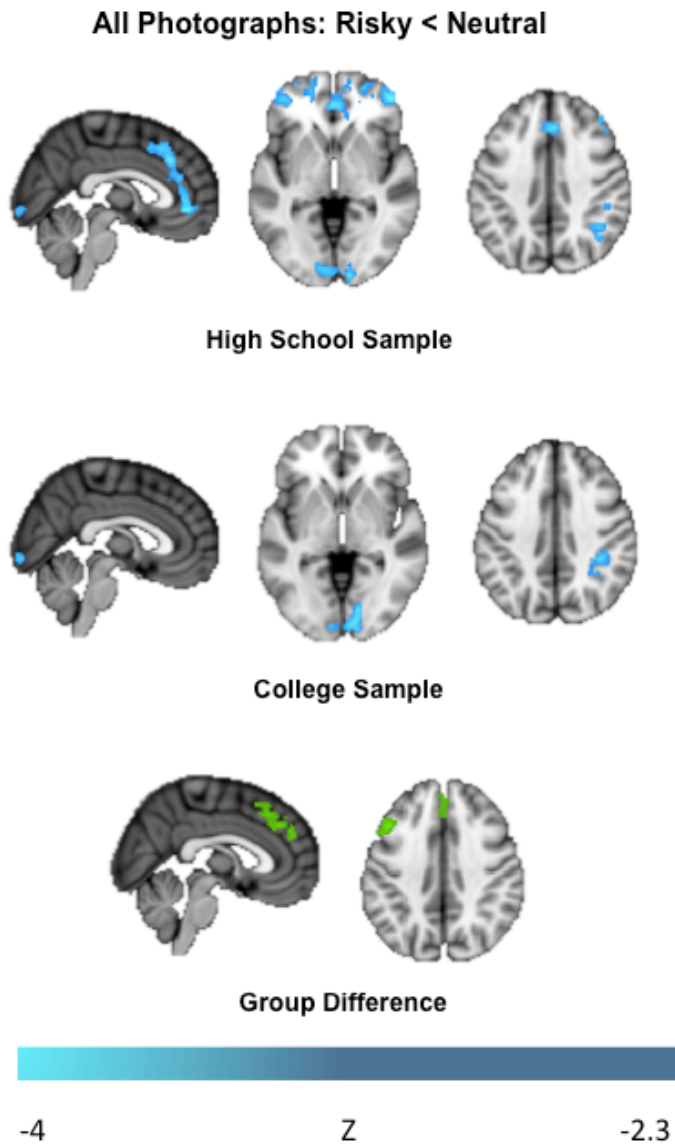 All Photographs: Risky < Neutral
High School Sample
College Sample
Group Difference
-4 Z -2.3